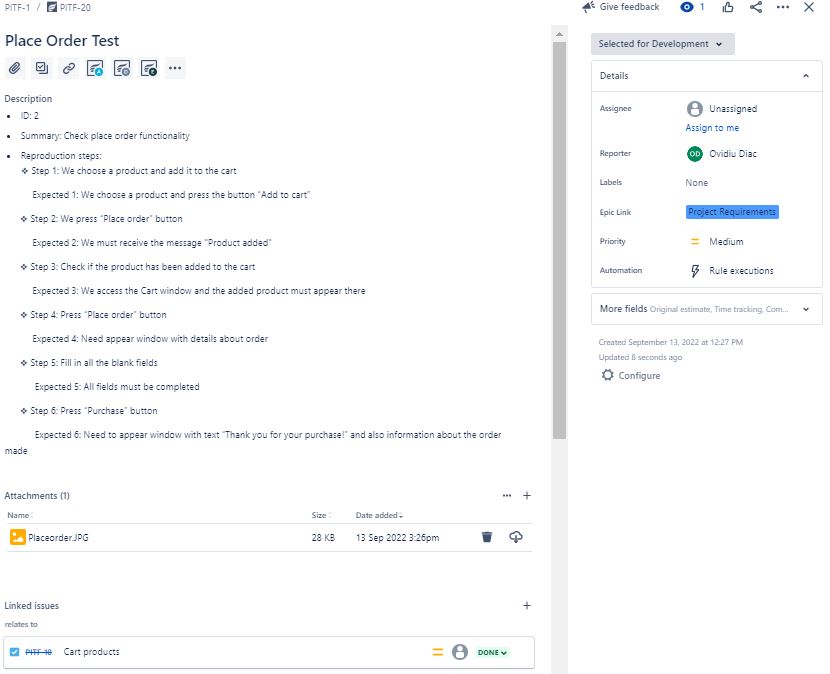 PITF-1 / PITF-20
Give feedback 1
Place Order Test
Selected for Development
Description
• ID: 2
• Summary: Check place order functionality
• Reproduction steps:
❖ Step 1: We choose a product and add it to the cart
Expected 1: We choose a product and press the button "Add to cart"
❖ Step 2: We press "Place order" button
Expected 2: We must receive the message "Product added"
❖ Step 3: Check if the product has been added to the cart
Expected 3: We access the Cart window and the added product must appear there
❖ Step 4: Press "Place order" button
Expected 4: Need appear window with details about order
❖ Step 5: Fill in all the blank fields
Expected 5: All fields must be completed
❖ Step 6: Press "Purchase" button
Expected 6: Need to appear window with text "Thank you for your purchase!" and also information about the order
made
Attachments (1)
Name Size Date added
Placeorder.JPG 28 KB 13 Sep 2022 3:26pm
Linked issues
relates to
PITF-10 Cart products DONE
Details
Assignee Unassigned
Assign to me
Reporter OD Ovidiu Diac
Labels None
Epic Link Project Requirements
Priority Medium
Automation Rule executions
More fields Original estimate, Time tracking, Com...
Created September 13, 2022 at 12:27 PM
Updated 8 seconds ago
Configure